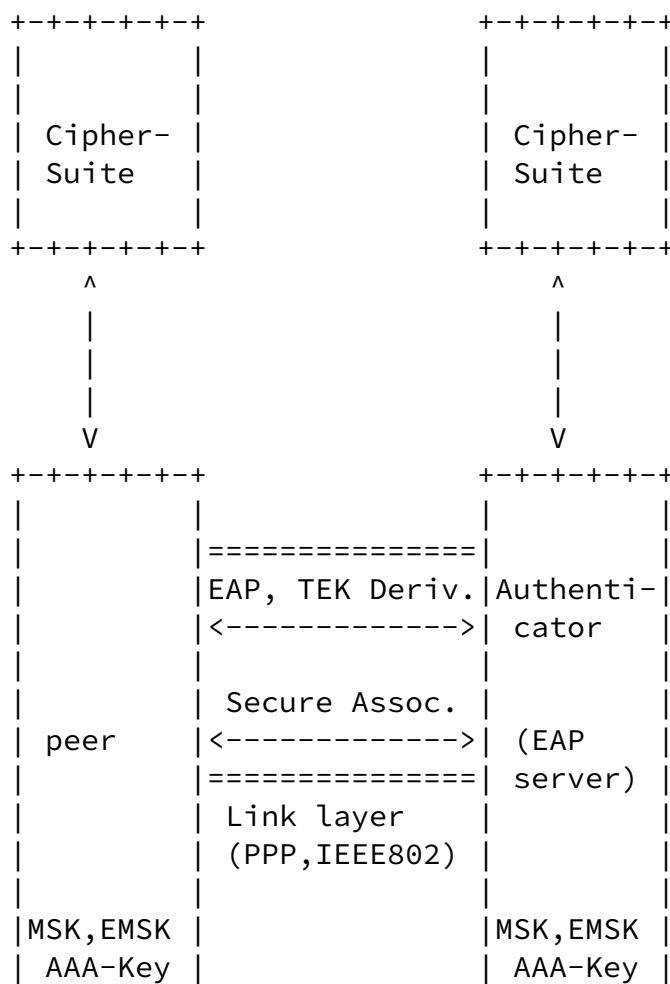 +-+-+-+-+               +-+-+-+-+
|         |               |         |
|         |               |         |
| Cipher- |               | Cipher- |
| Suite   |               | Suite   |
|         |               |         |
+-+-+-+-+               +-+-+-+-+
    ^                         ^
    |                         |
    |                         |
    |                         |
    V                         V
+-+-+-+-+               +-+-+-+-+
|         |               |         |
|         |===============|         |
|         |EAP, TEK Deriv.|Authenti-|
|         |<------------->| cator   |
|         |               |         |
|         | Secure Assoc. |         |
| peer    |<------------->| (EAP    |
|         |===============| server) |
|         | Link layer    |         |
|         | (PPP,IEEE802) |         |
|         |               |         |
|MSK,EMSK |               |MSK,EMSK |
| AAA-Key |               | AAA-Key |